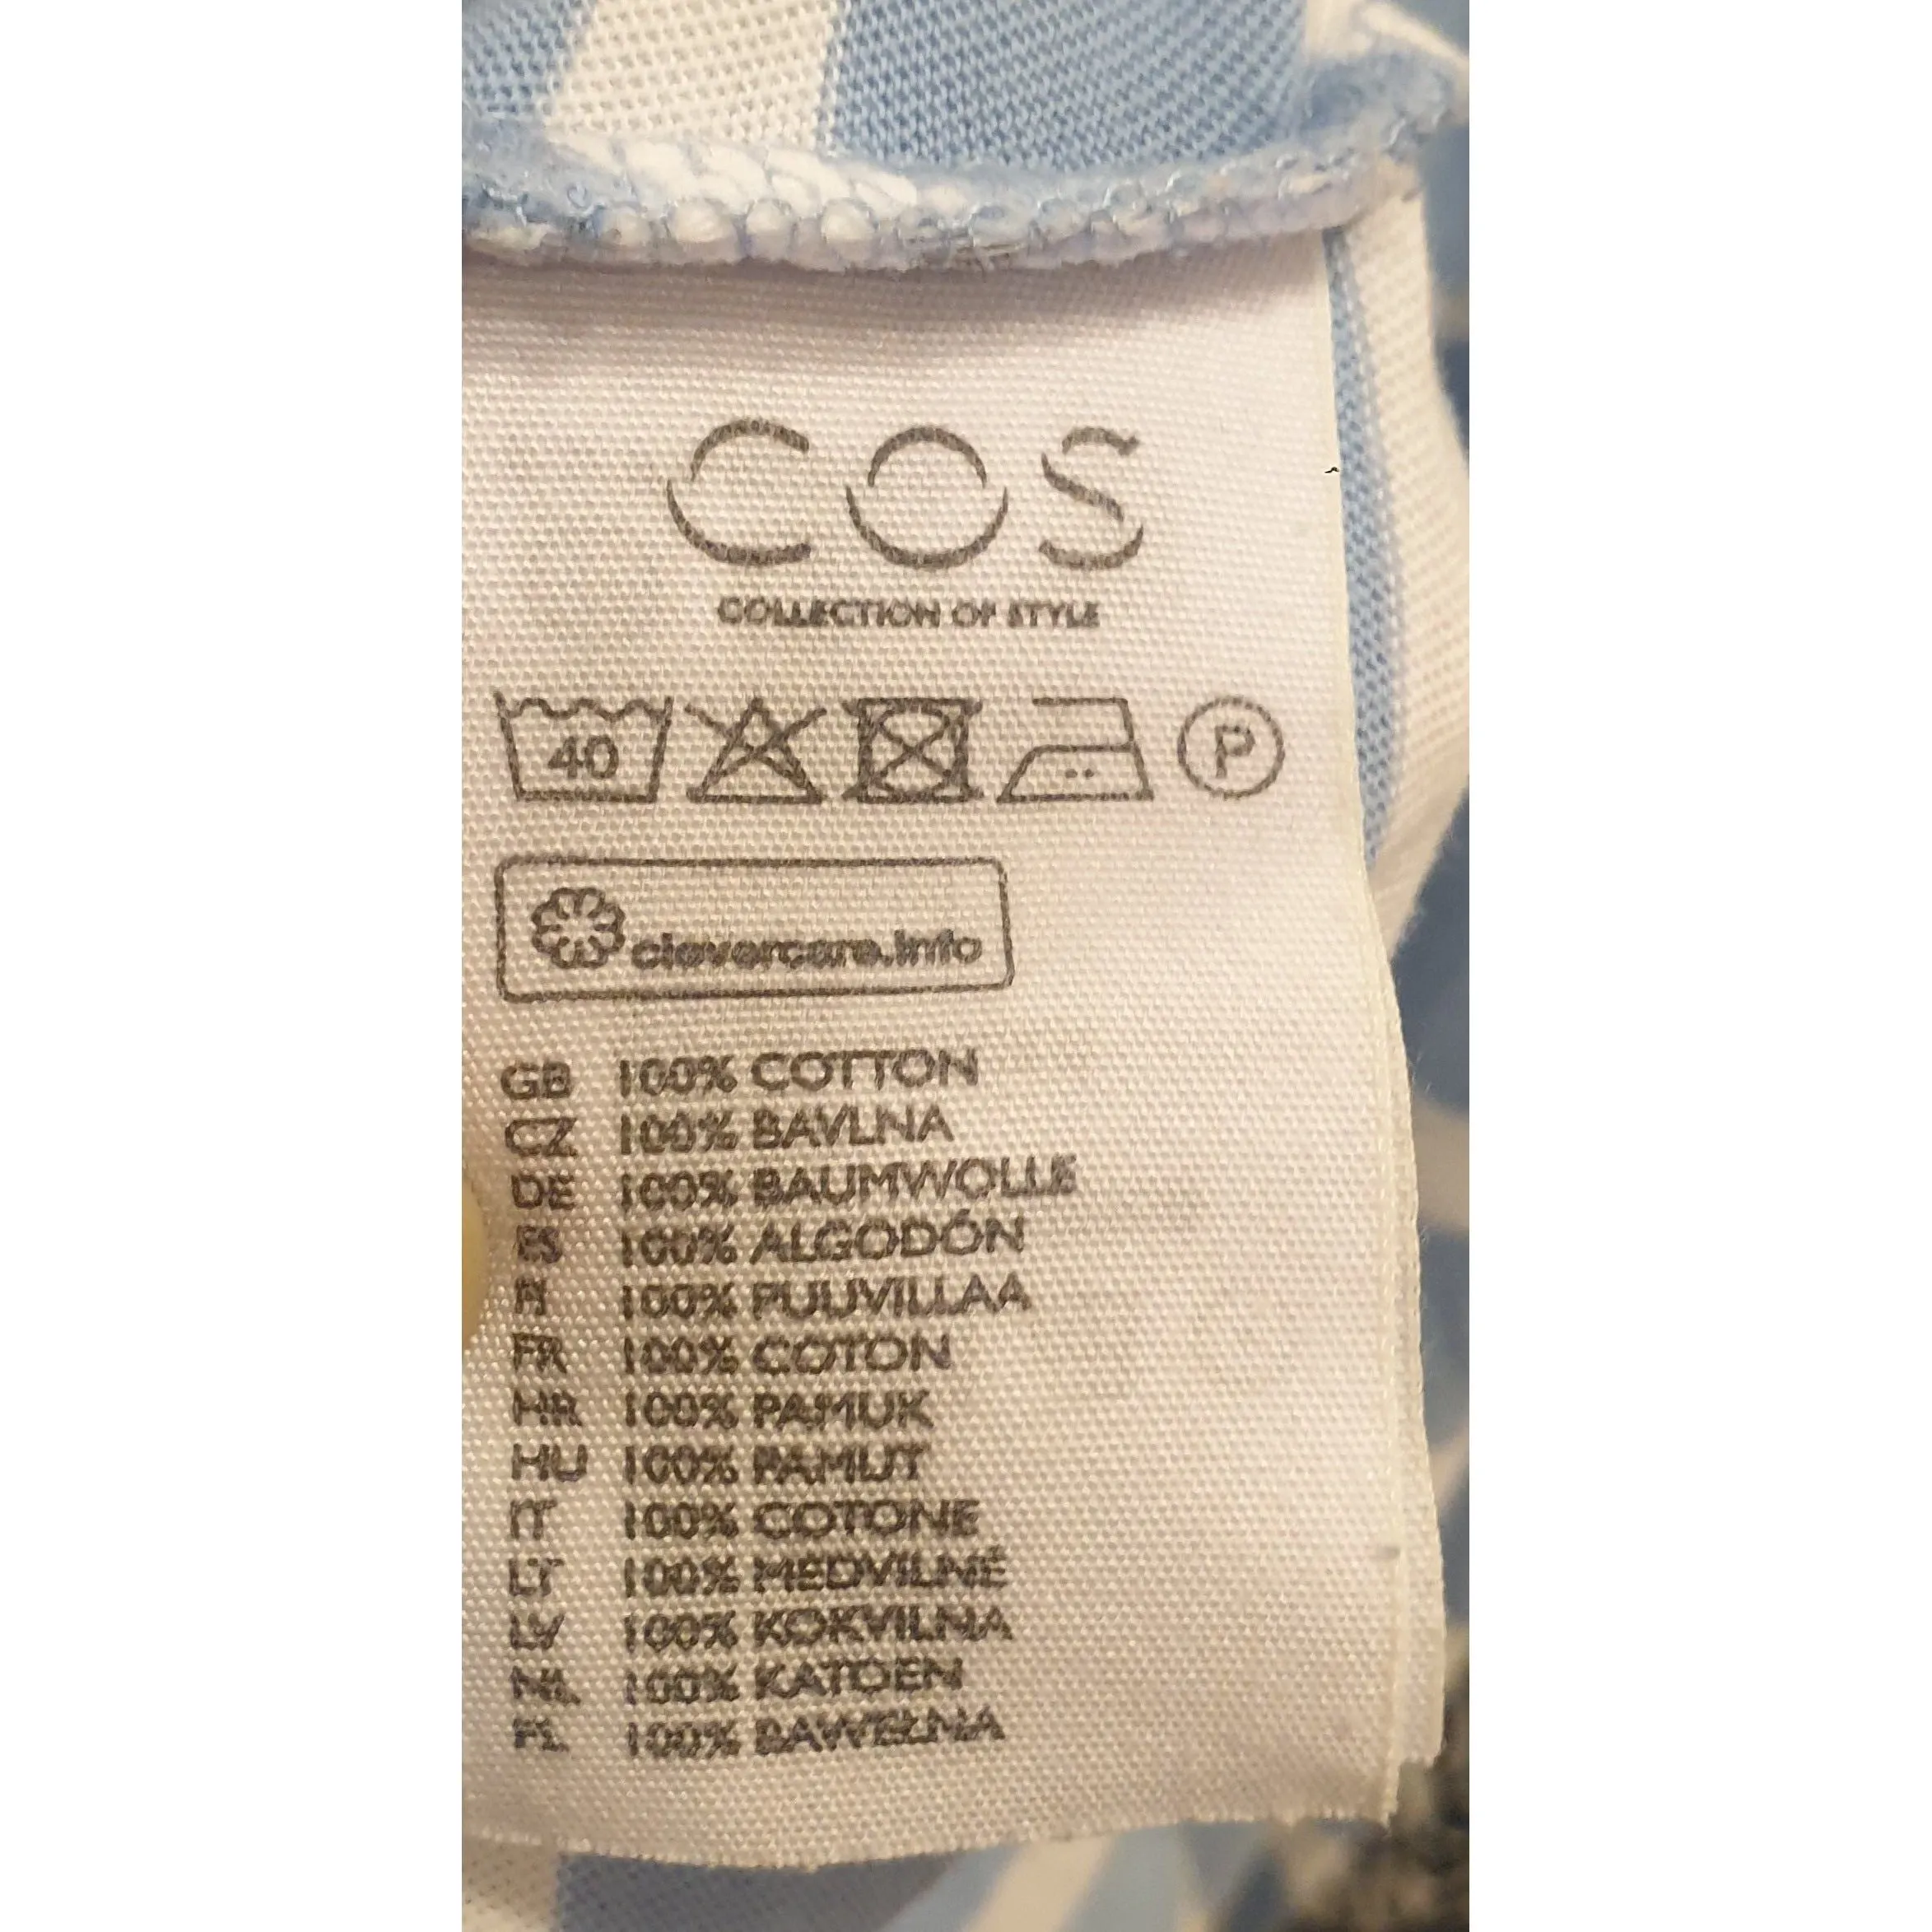 COS
COLLECTION OF STYLE
40 P
clevercare.info
GB 100% COTTON
CZ 100% BAVLNA
DE 100% BAUMWOLLE
ES 100% ALGODÓN
FI 100% PUUVILLAA
FR 100% COTON
HR 100% PAMUK
HU 100% PAMUT
IT 100% COTONE
LT 100% MEDVILNĖ
LV 100% KOKVILNA
NL 100% KATOEN
PL 100% BAWEŁNA